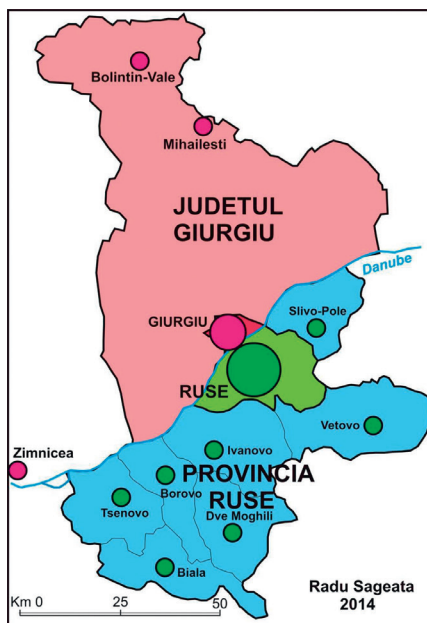 Bolintin-Vale
Mihailesti
JUDETUL
GIURGIU
Danube
Slivo-Pole
GIURGIU
RUSE
Vetovo
Zimnicea
Ivanovo
PROVINCIA
RUSE
Borovo
Tsenovo
Dve Moghili
Biala
Km 0 25 50
Radu Sageata
2014